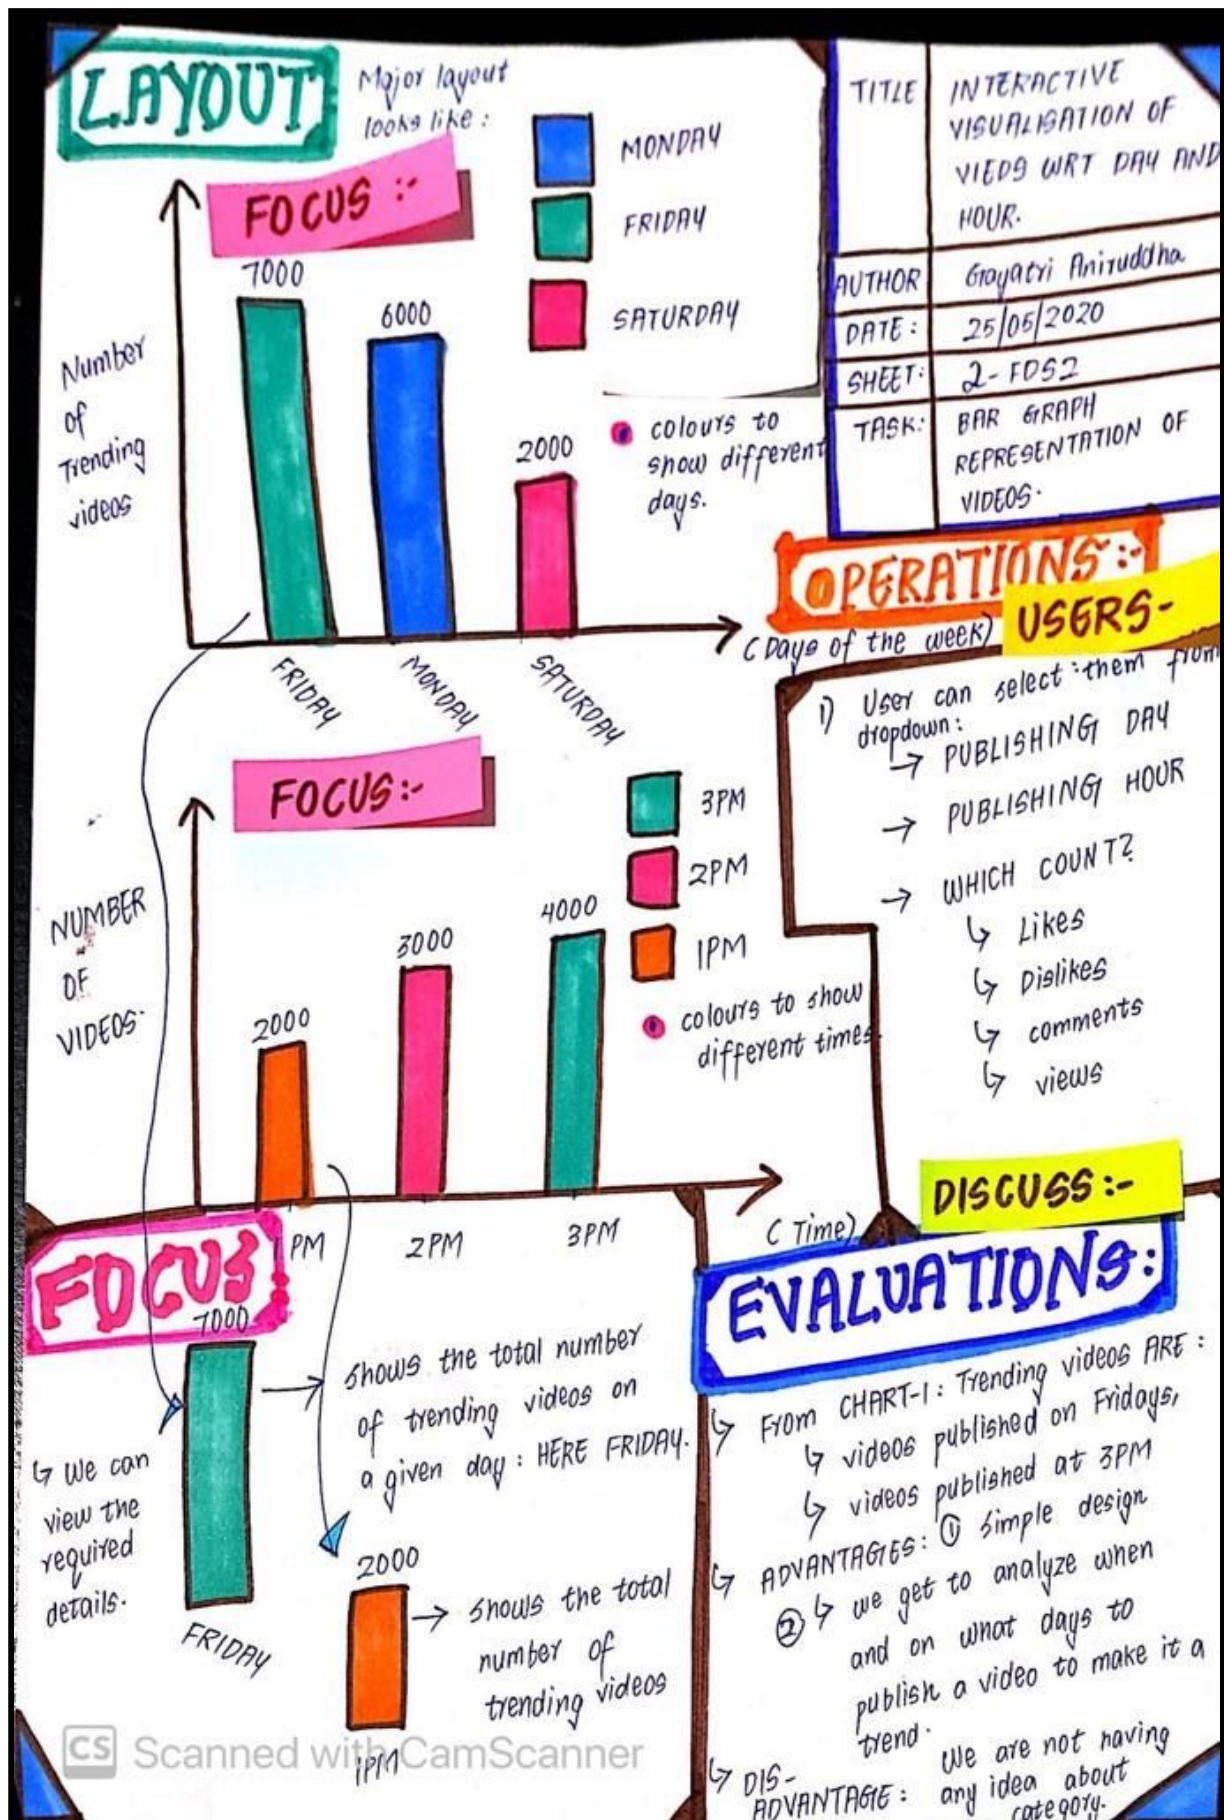 LAYOUT
Major layout
looks like :
FOCUS :-
MONDAY
FRIDAY
SATURDAY
7000
6000
2000
Number
of
Trending
videos
colours to
show different
days.
(Days of the week)
FRIDAY
MONDAY
SATURDAY
TITLE
INTERACTIVE
VISUALISATION OF
VIEDS WRT DAY AND
HOUR.
AUTHOR
Gayatri Aniruddha
DATE :
25/05/2020
SHEET:
2- FDS2
TASK:
BAR GRAPH
REPRESENTATION OF
VIDEOS.
OPERATIONS:-
USERS-
1) User can select :them from
dropdown:
→ PUBLISHING DAY
→ PUBLISHING HOUR
→ WHICH COUNT?
↳ Likes
↳ Dislikes
↳ comments
↳ views
FOCUS:-
3PM
2PM
1PM
2000
3000
4000
NUMBER
OF
VIDEOS.
colours to show
different times.
PM
2PM
3PM
(Time)
FOCUS:
7000
→ shows the total number
of trending videos on
a given day : HERE FRIDAY.
↳ we can
view the
required
details.
FRIDAY
2000
→ shows the total
number of
trending videos
1PM
DISCUSS :-
EVALUATIONS:
↳ From CHART-1 : Trending videos ARE :
↳ videos published on Fridays,
↳ videos published at 3PM
↳ ADVANTAGES: ① simple design
② ↳ we get to analyze when
and on what days to
publish a video to make it a
trend.
↳ DIS-
ADVANTAGE :
we are not having
any idea about
category.
CS Scanned with CamScanner